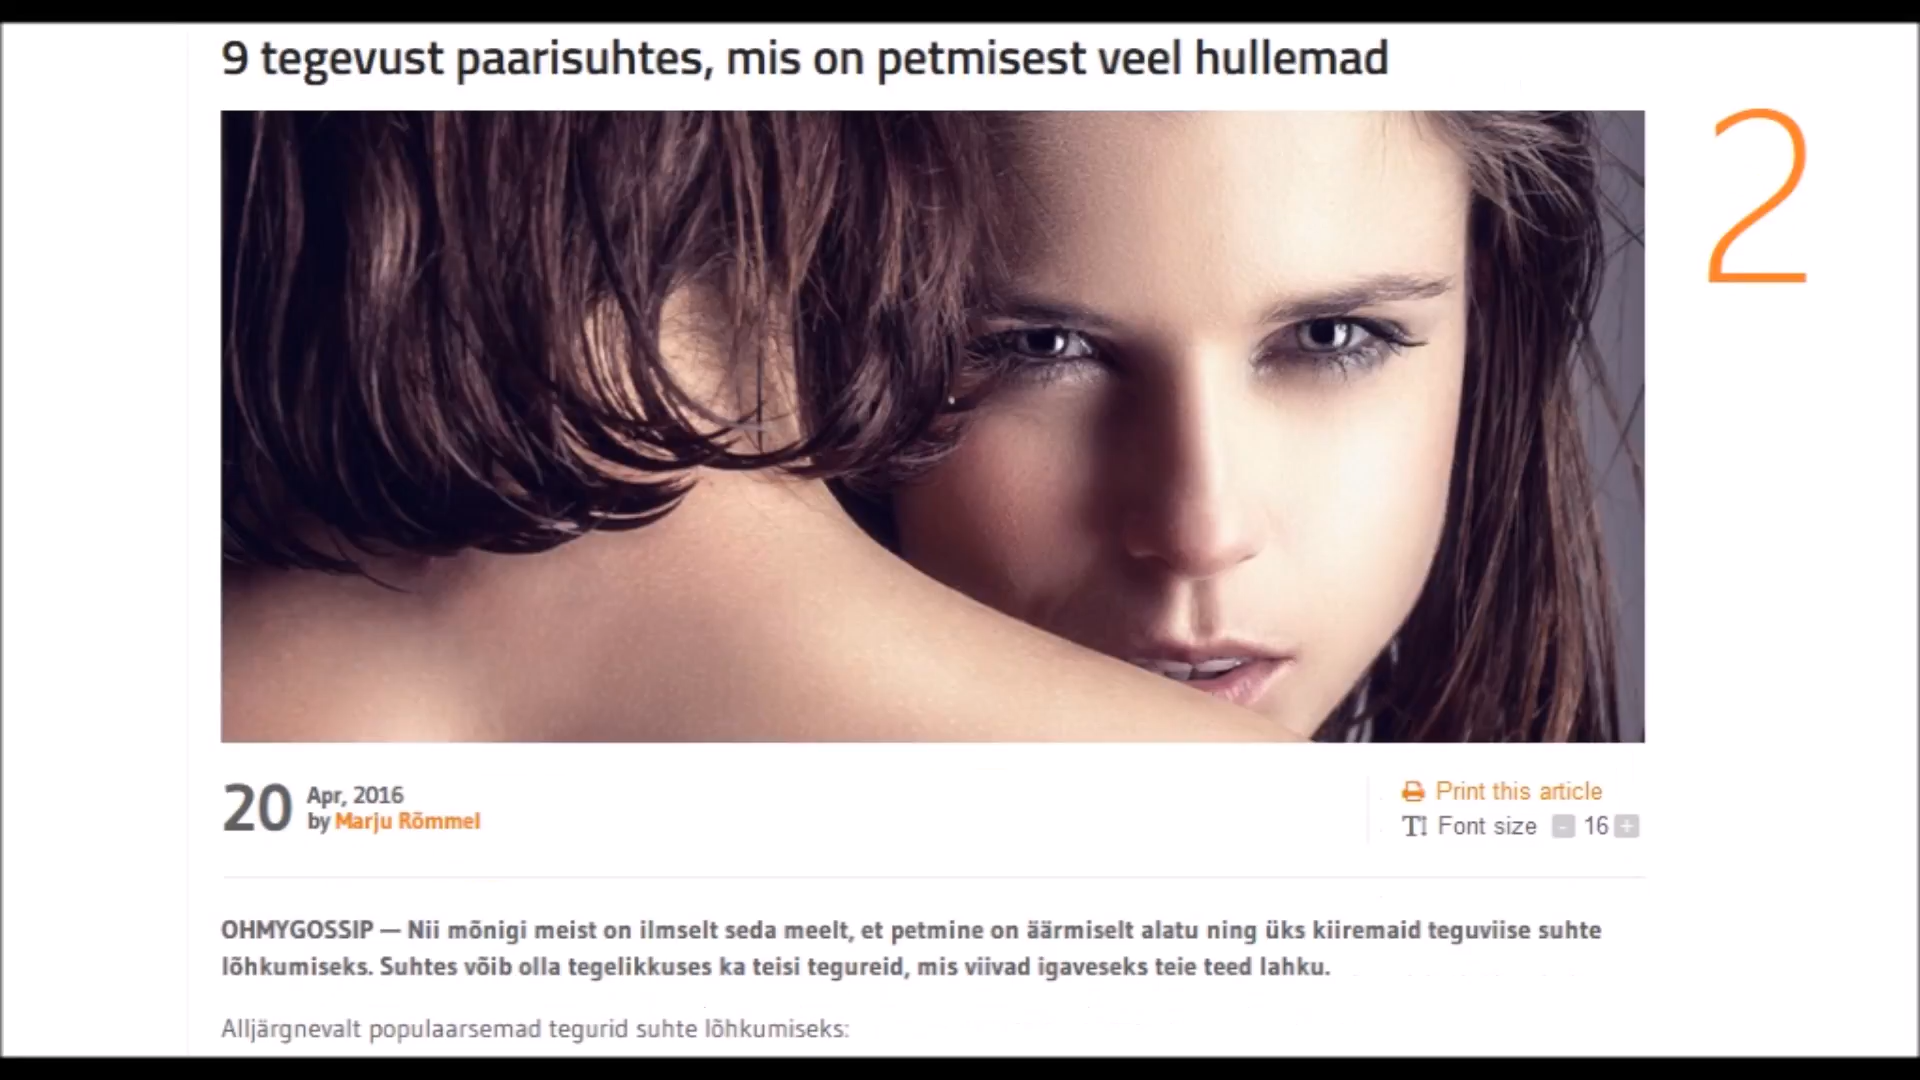 9 tegevust paarisuhtes, mis on petmisest veel hullemad
2
20 Apr, 2016
by Marju Rõmmel
Print this article
Font size - 16 +
OHMYGOSSIP — Nii mõnigi meist on ilmselt seda meelt, et petmine on äärmiselt alatu ning üks kiiremaid teguviise suhte
lõhkumiseks. Suhtes võib olla tegelikkuses ka teisi tegureid, mis viivad igaveseks teie teed lahku.
Alljärgnevalt populaarsemad tegurid suhte lõhkumiseks: